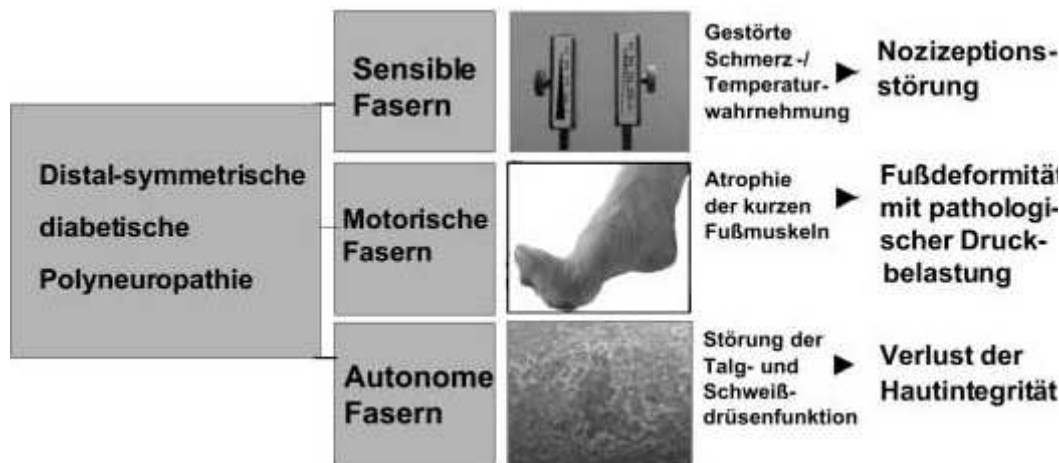 Distal-symmetrische
diabetische
Polyneuropathie
Sensible
Fasern
Gestörte
Schmerz-/
Temperatur-
wahrnehmung
Nozizeptions-
störung
Motorische
Fasern
Atrophie
der kurzen
Fußmuskeln
Fußdeformität
mit pathologi-
scher Druck-
belastung
Autonome
Fasern
Störung der
Talg- und
Schweiß-
drüsenfunktion
Verlust der
Hautintegrität